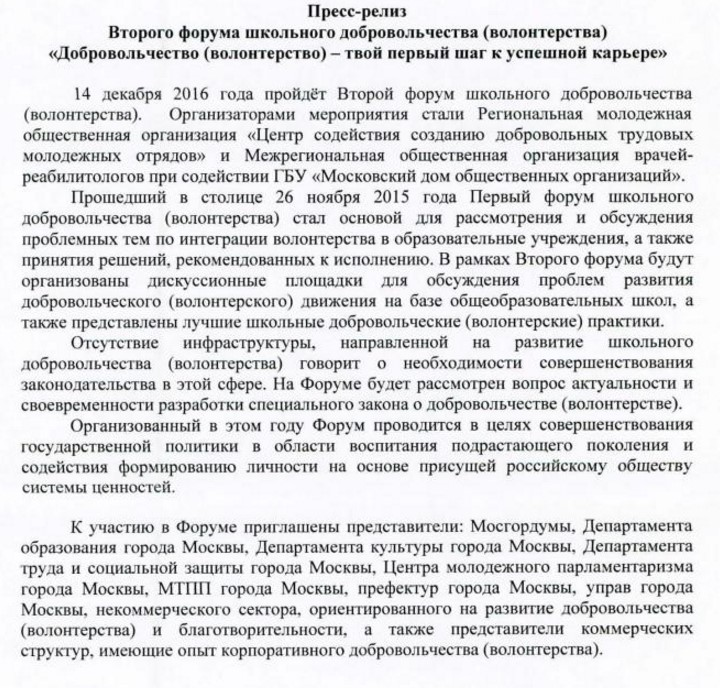 Пресс-релиз
Второго форума школьного добровольчества (волонтерства)
«Добровольчество (волонтерство) – твой первый шаг к успешной карьере»
14 декабря 2016 года пройдёт Второй форум школьного добровольчества
(волонтерства). Организаторами мероприятия стали Региональная молодежная
общественная организация «Центр содействия созданию добровольных трудовых
молодежных отрядов» и Межрегиональная общественная организация врачей-
реабилитологов при содействии ГБУ «Московский дом общественных организаций».
Прошедший в столице 26 ноября 2015 года Первый форум школьного
добровольчества (волонтерства) стал основой для рассмотрения и обсуждения
проблемных тем по интеграции волонтерства в образовательные учреждения, а также
принятия решений, рекомендованных к исполнению. В рамках Второго форума будут
организованы дискуссионные площадки для обсуждения проблем развития
добровольческого (волонтерского) движения на базе общеобразовательных школ, а
также представлены лучшие школьные добровольческие (волонтерские) практики.
Отсутствие инфраструктуры, направленной на развитие школьного
добровольчества (волонтерства) говорит о необходимости совершенствования
законодательства в этой сфере. На Форуме будет рассмотрен вопрос актуальности и
своевременности разработки специального закона о добровольчестве (волонтерстве).
Организованный в этом году Форум проводится в целях совершенствования
государственной политики в области воспитания подрастающего поколения и
содействия формированию личности на основе присущей российскому обществу
системы ценностей.
К участию в Форуме приглашены представители: Мосгордумы, Департамента
образования города Москвы, Департамента культуры города Москвы, Департамента
труда и социальной защиты города Москвы, Центра молодежного парламентаризма
города Москвы, МТПП города Москвы, префектур города Москвы, управ города
Москвы, некоммерческого сектора, ориентированного на развитие добровольчества
(волонтерства) и благотворительности, а также представители коммерческих
структур, имеющие опыт корпоративного добровольчества (волонтерства).